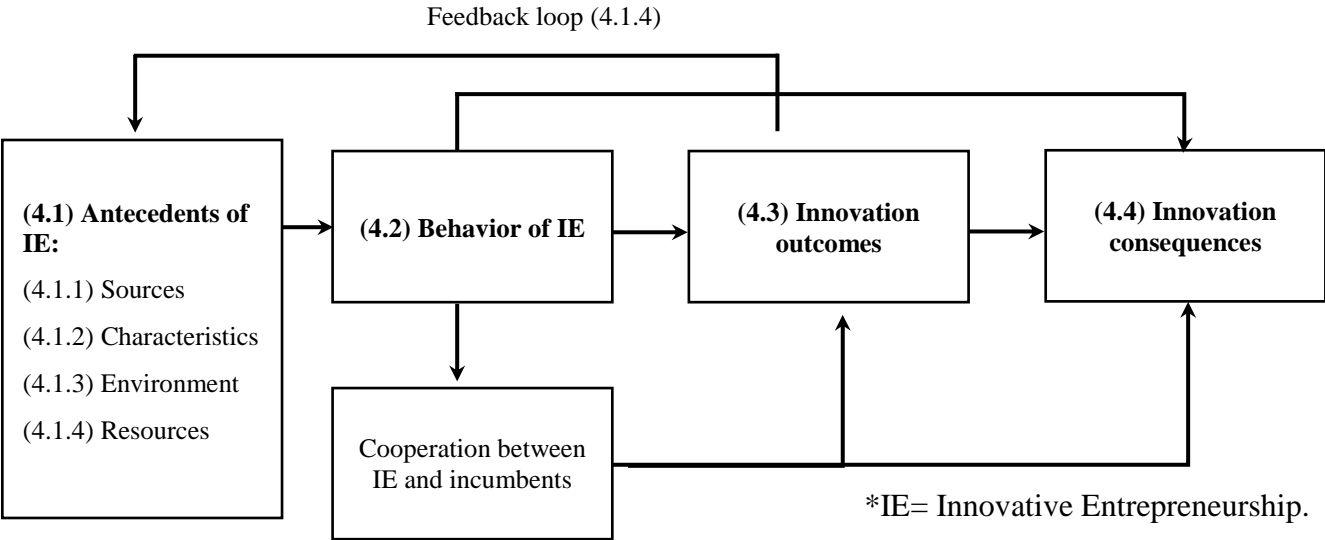 Feedback loop (4.1.4)
(4.1) Antecedents of
IE:
(4.1.1) Sources
(4.1.2) Characteristics
(4.1.3) Environment
(4.1.4) Resources
(4.2) Behavior of IE
(4.3) Innovation
outcomes
(4.4) Innovation
consequences
Cooperation between
IE and incumbents
*IE= Innovative Entrepreneurship.